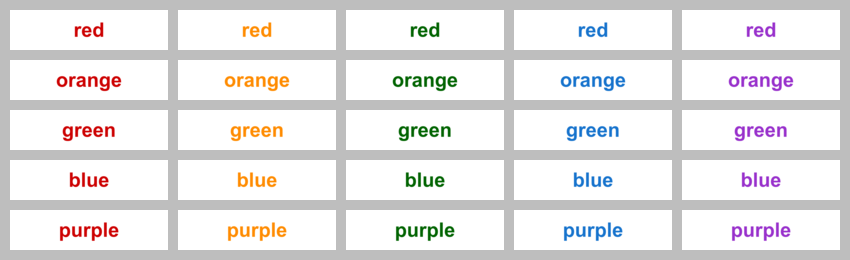 red red red red red
orange orange orange orange orange
green green green green green
blue blue blue blue blue
purple purple purple purple purple